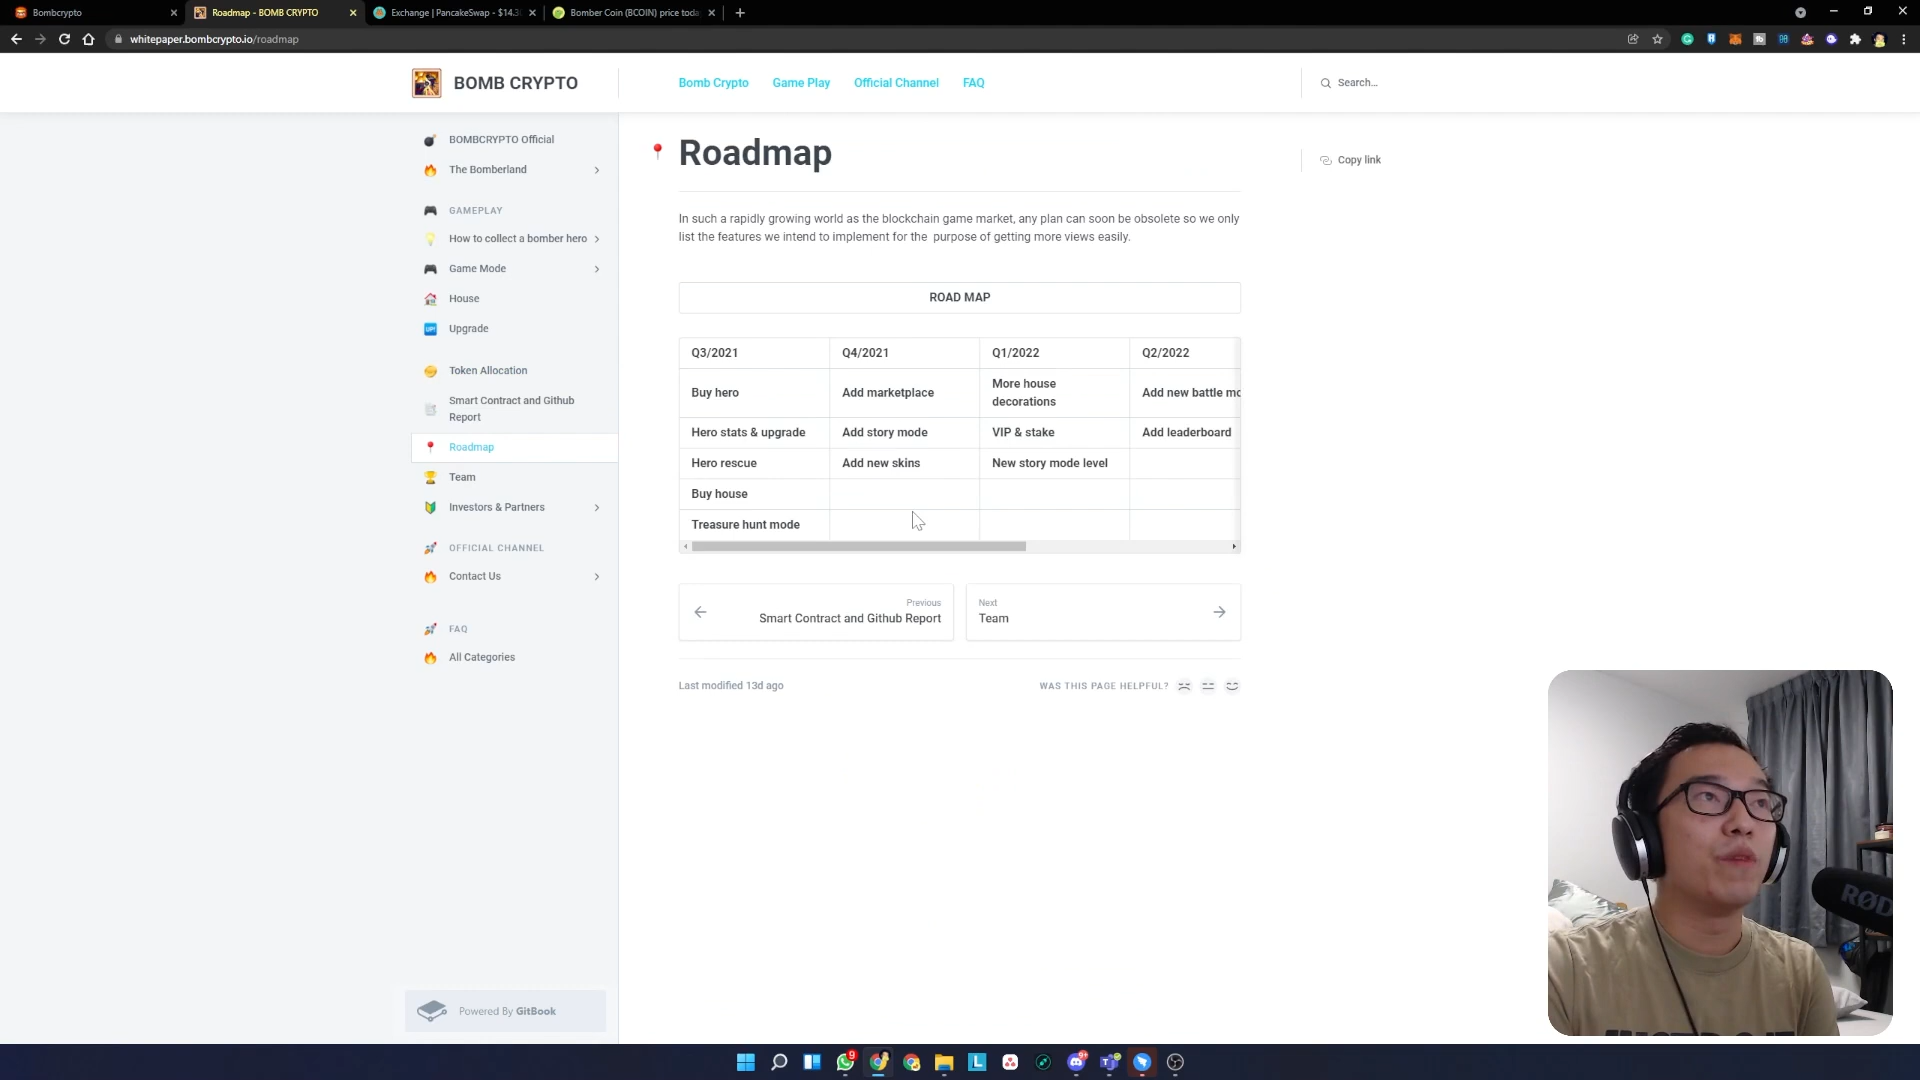 Bombcrypto
Roadmap - BOMB CRYPTO
Exchange | PancakeSwap - $14.3
Bomber Coin (BCOIN) price toda
whitepaper.bombcrypto.io/roadmap
BOMB CRYPTO
Bomb Crypto
Game Play
Official Channel
FAQ
Search...
BOMBCRYPTO Official
The Bomberland
GAMEPLAY
How to collect a bomber hero
Game Mode
House
Upgrade
Token Allocation
Smart Contract and Github
Report
Roadmap
Team
Investors & Partners
OFFICIAL CHANNEL
Contact Us
FAQ
All Categories
Powered By GitBook
Roadmap
Copy link
In such a rapidly growing world as the blockchain game market, any plan can soon be obsolete so we only
list the features we intend to implement for the purpose of getting more views easily.
ROAD MAP
Q3/2021 Q4/2021 Q1/2022 Q2/2022
Buy hero Add marketplace More house decorations Add new battle mo
Hero stats & upgrade Add story mode VIP & stake Add leaderboard
Hero rescue Add new skins New story mode level
Buy house
Treasure hunt mode
Previous
Smart Contract and Github Report
Next
Team
Last modified 13d ago
WAS THIS PAGE HELPFUL?
RØD